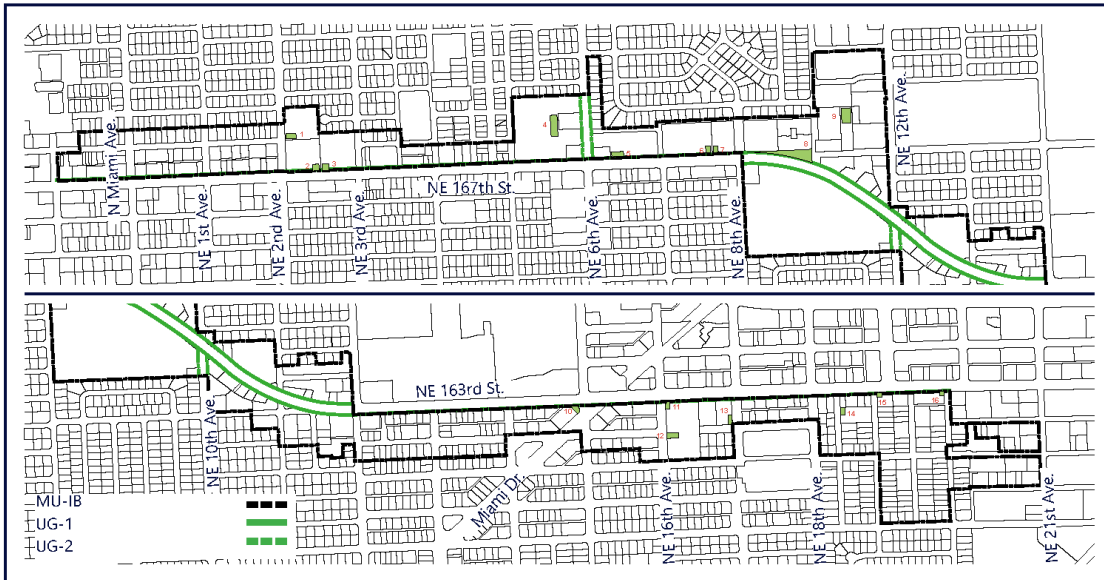 9
4
1
5
6
7
8
2
3
NE 12th Ave.
N Miami Ave.
NE 167th St.
NE 1st Ave.
NE 2nd Ave.
NE 3rd Ave.
NE 6th Ave.
NE 8th Ave.
NE 163rd St.
10
11
12
13
14
15
16
NE 10th Ave.
Miami Dr.
NE 16th Ave.
NE 18th Ave.
NE 21st Ave.
MU-IB
UG-1
UG-2